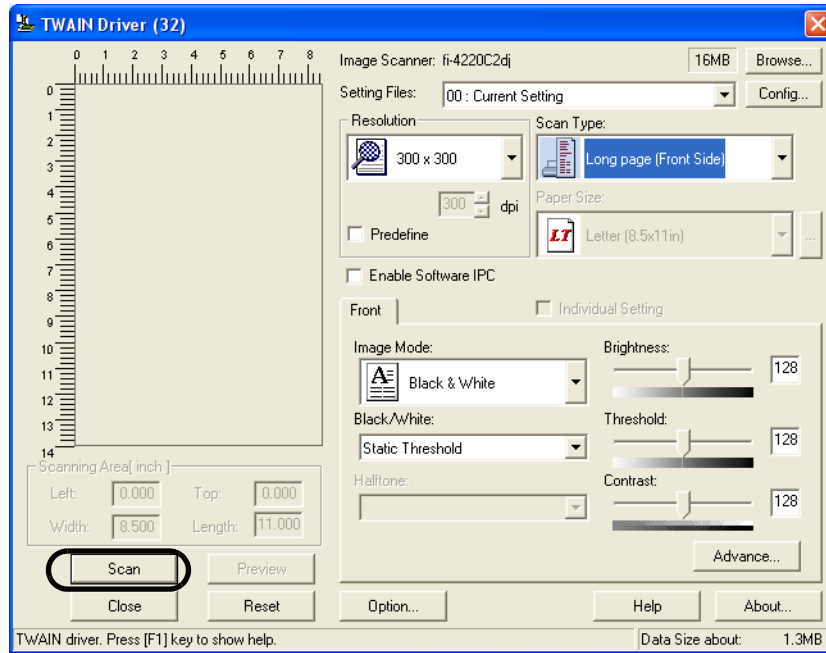 TWAIN Driver (32)
0 1 2 3 4 5 6 7 8
0
1
2
3
4
5
6
7
8
9
10
11
12
13
14
Image Scanner: fi-4220C2dj 16MB Browse...
Setting Files: 00 : Current Setting Config...
Resolution
300 x 300
300 dpi
Predefine
Scan Type:
Long page (Front Side)
Paper Size:
LT Letter (8.5x11in) ...
Enable Software IPC
Front Individual Setting
Image Mode:
A Black & White
Black/White:
Static Threshold
Halftone:
Brightness:
128
Threshold:
128
Contrast:
128
Advance...
Scanning Area[ inch ]
Left: 0.000 Top: 0.000
Width: 8.500 Length: 11.000
Scan Preview
Close Reset Option... Help About...
TWAIN driver. Press [F1] key to show help. Data Size about: 1.3MB